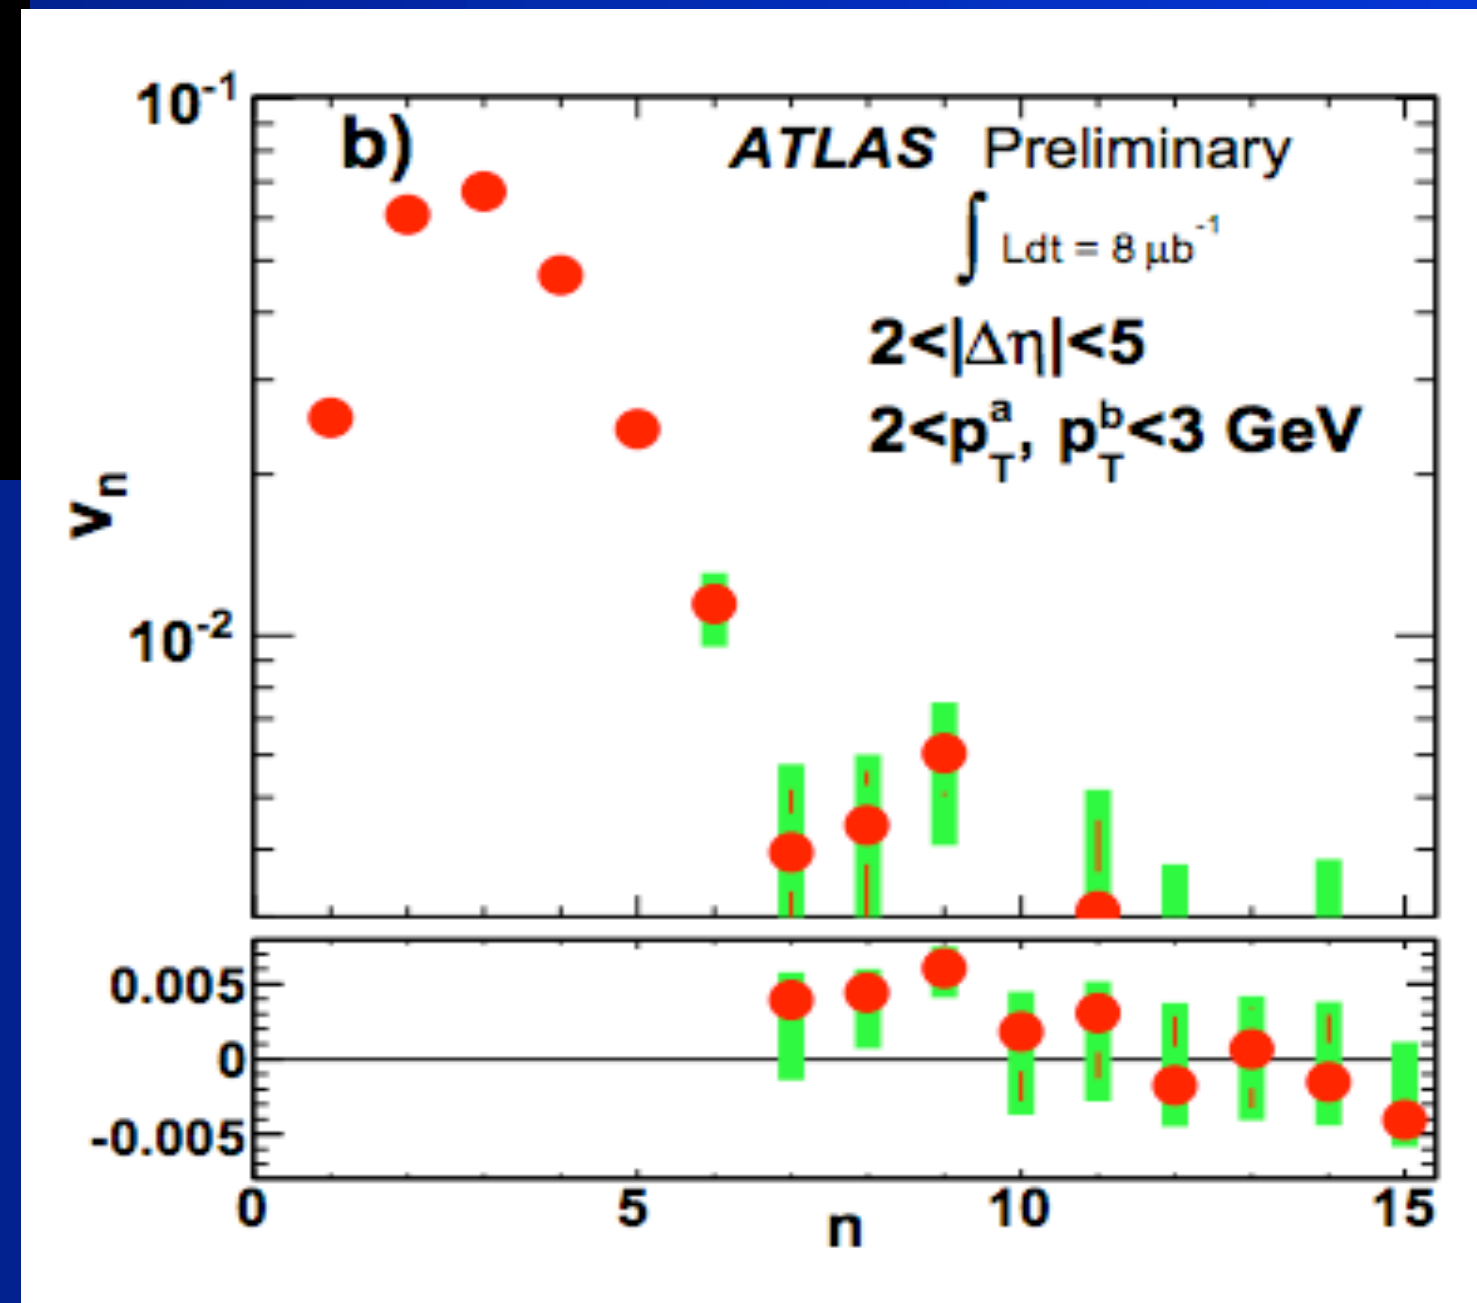 10⁻¹
b) ATLAS Preliminary
∫ Ldt = 8 μb⁻¹
2<|Δη|<5
2<p_T^a, p_T^b<3 GeV
v_n
10⁻²
0.005
0
-0.005
0 5 10 15
n